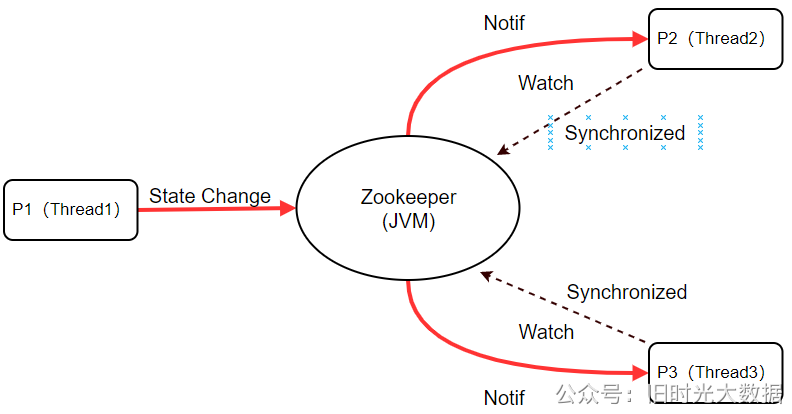 Notif
P2（Thread2）
Watch
Synchronized
P1（Thread1）
State Change
Zookeeper
(JVM)
Synchronized
Watch
P3（Thread3）
Notif
公众号：旧时光大数据